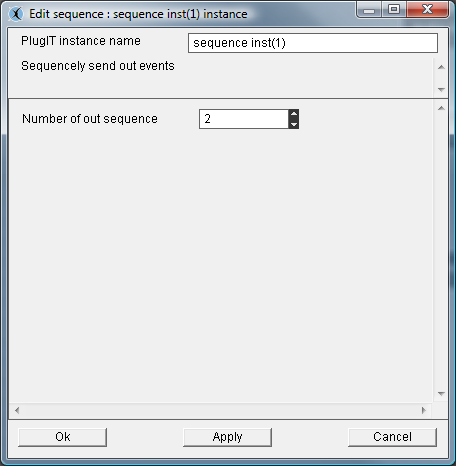 Edit sequence : sequence inst(1) instance
PlugIT instance name sequence inst(1)
Sequencely send out events
Number of out sequence 2
Ok Apply Cancel